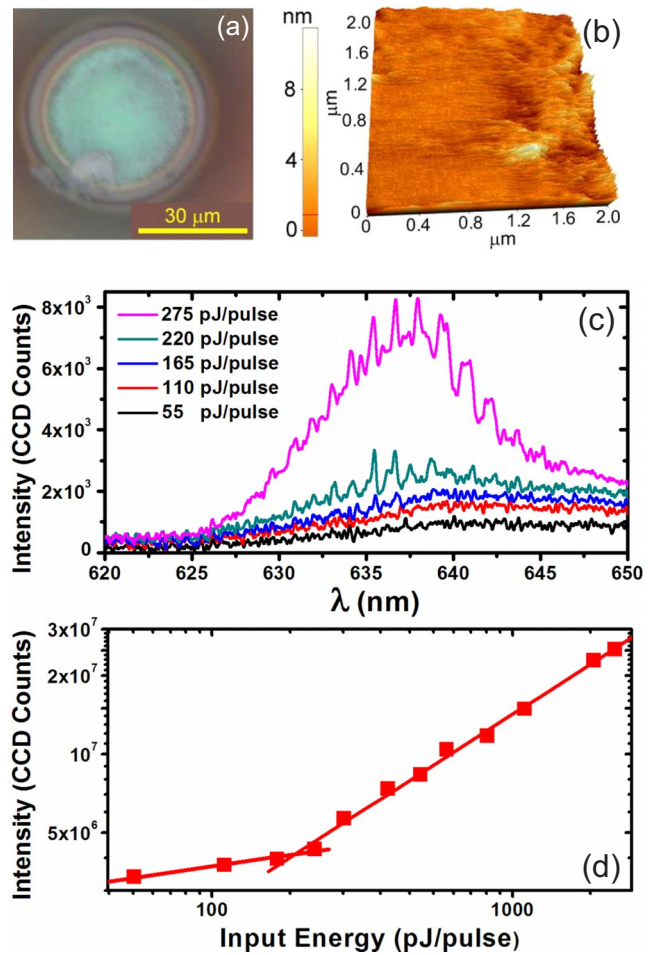 (a)
30 μm
nm
8
4
0
(b)
2.0
1.6
1.2
0.8
0.4
0
μm
0
0.4
0.8
1.2
1.6
2.0
μm
(c)
275 pJ/pulse
220 pJ/pulse
165 pJ/pulse
110 pJ/pulse
55 pJ/pulse
8x10³
6x10³
4x10³
2x10³
0
Intensity (CCD Counts)
620 625 630 635 640 645 650
λ (nm)
3x10⁷
2x10⁷
10⁷
5x10⁶
Intensity (CCD Counts)
(d)
100 1000
Input Energy (pJ/pulse)